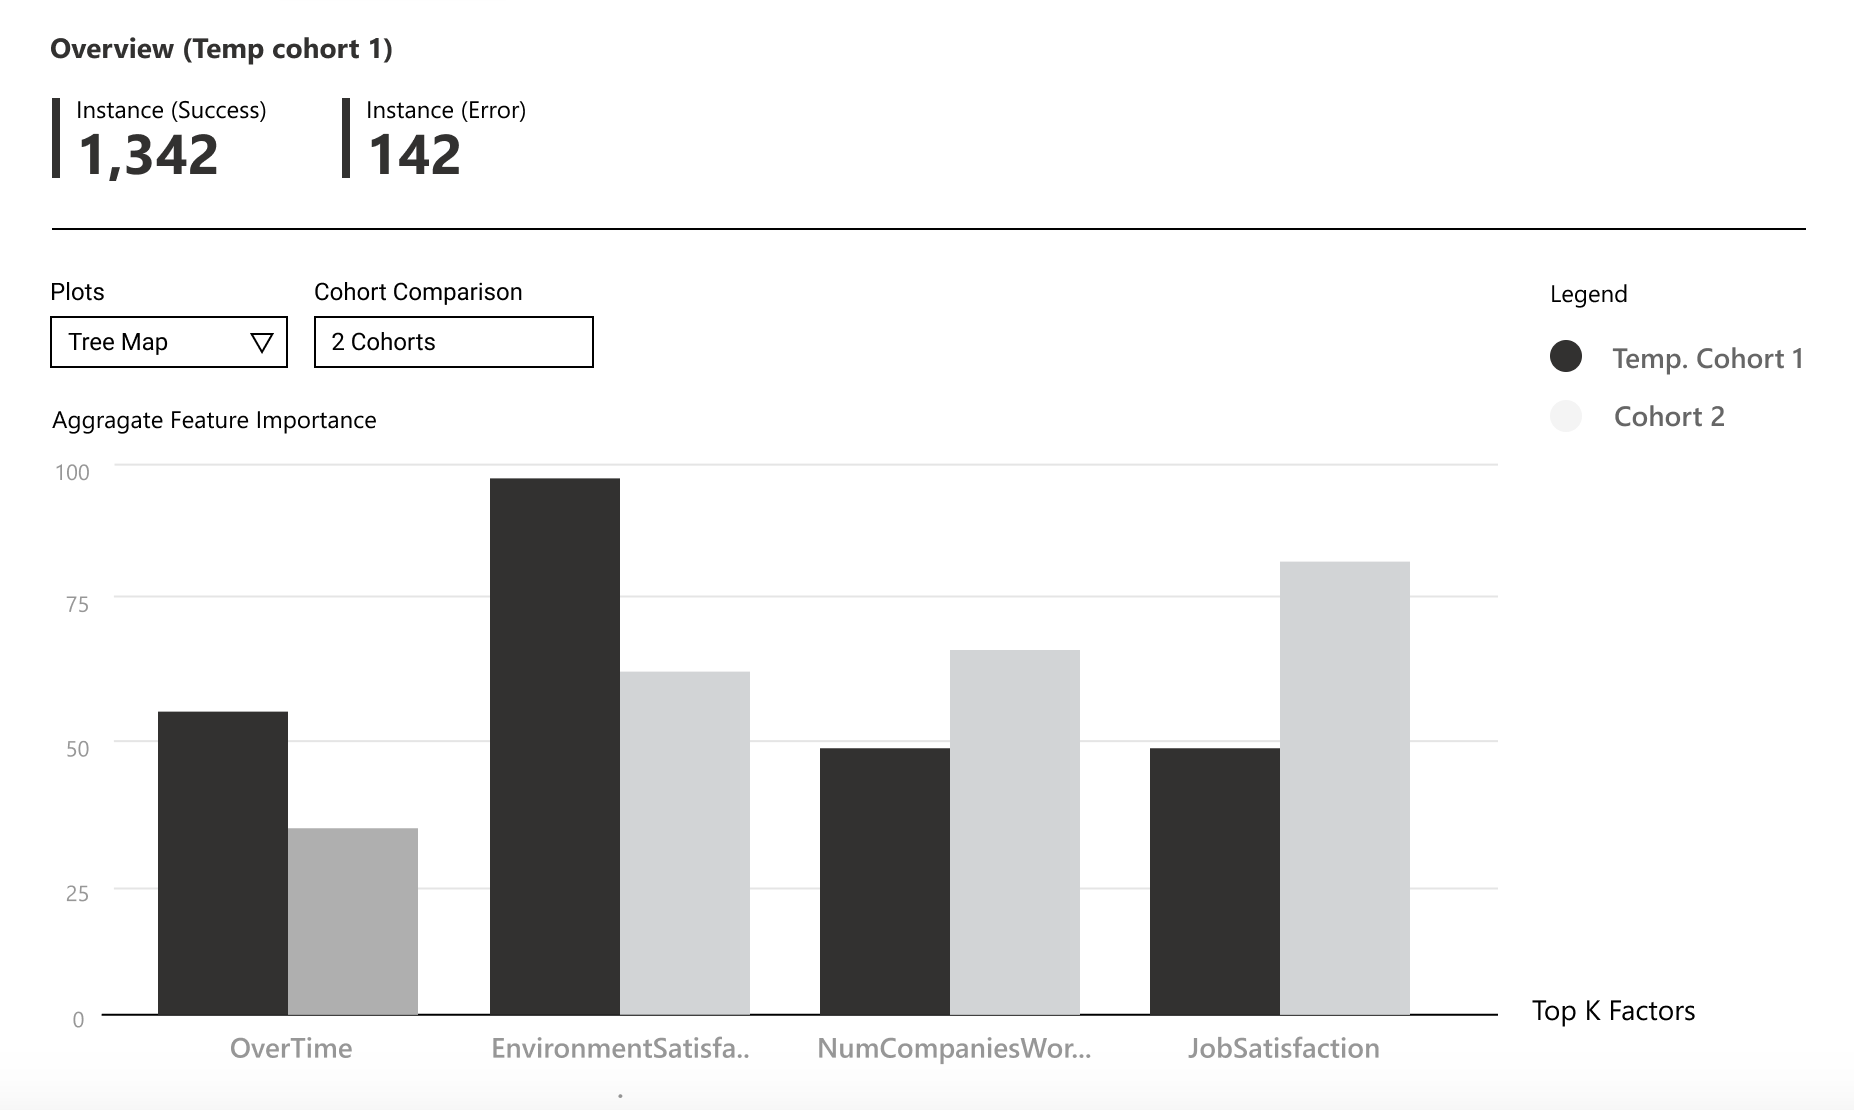 Overview (Temp cohort 1)
Instance (Success)
1,342
Instance (Error)
142
Plots
Tree Map
Cohort Comparison
2 Cohorts
Legend
Temp. Cohort 1
Cohort 2
Aggragate Feature Importance
100
75
50
25
0
OverTime
EnvironmentSatisfa..
NumCompaniesWor...
JobSatisfaction
Top K Factors